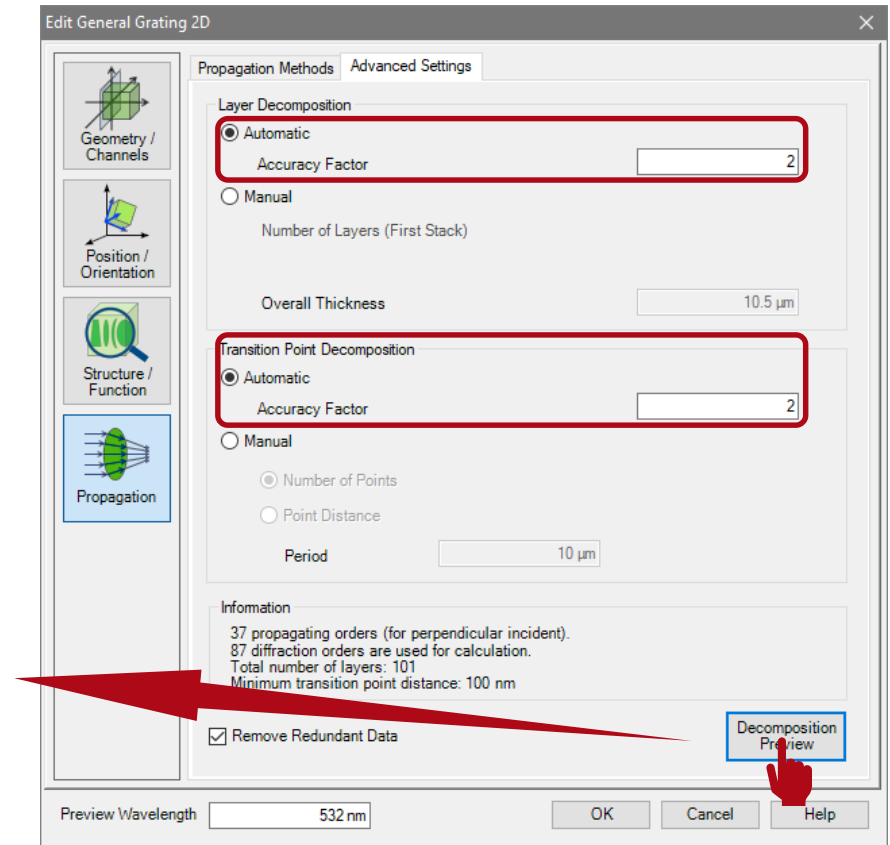 Edit General Grating 2D
Geometry /
Channels
Position /
Orientation
Structure /
Function
Propagation
Propagation Methods Advanced Settings
Layer Decomposition
Automatic
Accuracy Factor 2
Manual
Number of Layers (First Stack)
Overall Thickness 10.5 µm
Transition Point Decomposition
Automatic
Accuracy Factor 2
Manual
Number of Points
Point Distance
Period 10 µm
Information
37 propagating orders (for perpendicular incident).
87 diffraction orders are used for calculation.
Total number of layers: 101
Minimum transition point distance: 100 nm
Remove Redundant Data
Decomposition
Preview
Preview Wavelength 532 nm OK Cancel Help